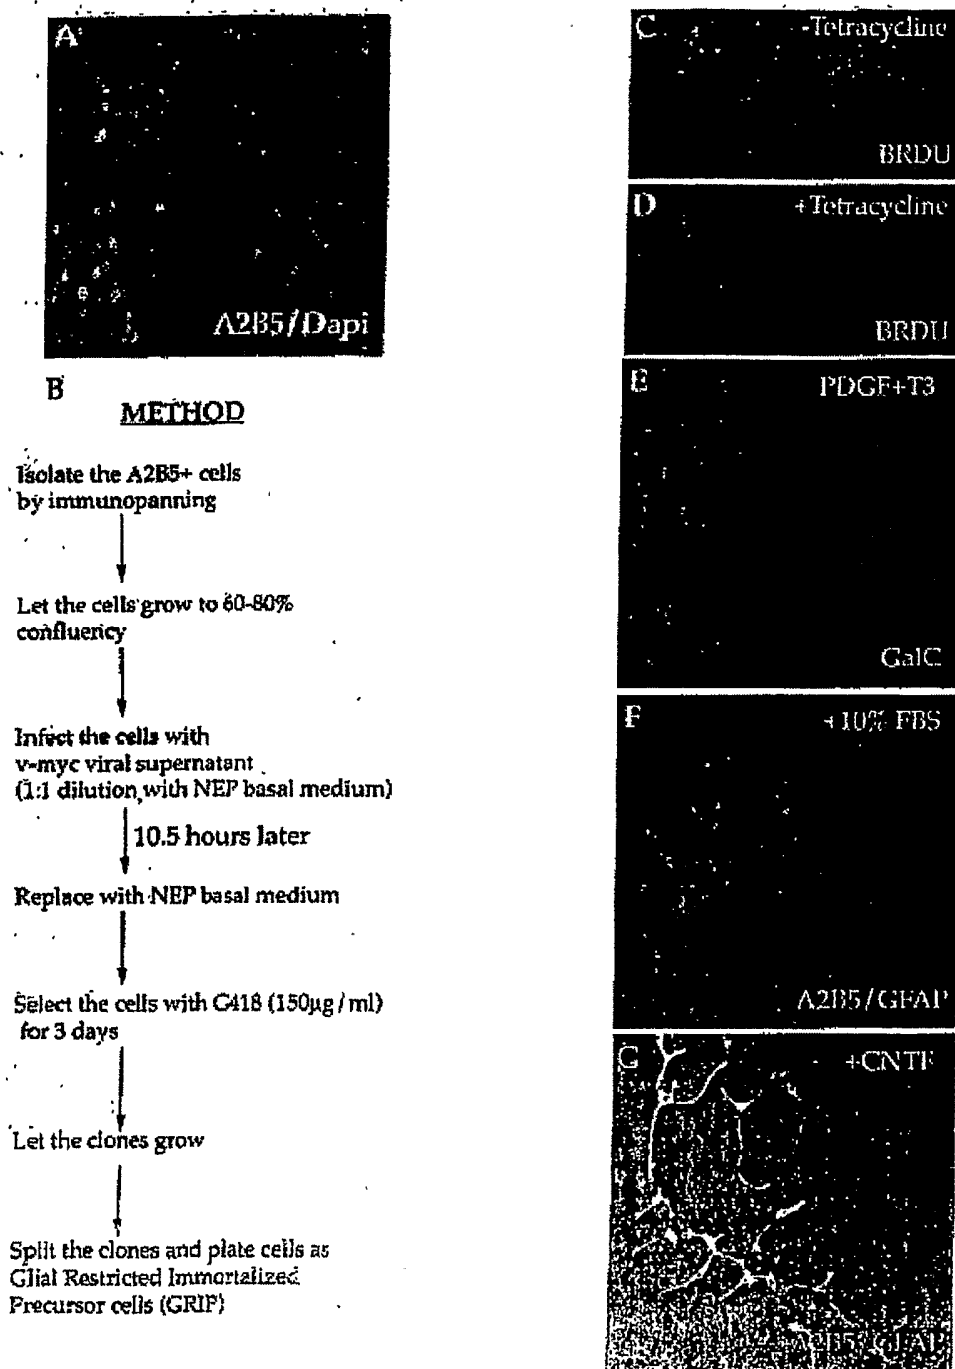 A
A2B5/Dapi
B
METHOD
Isolate the A2B5+ cells
by immunopanning
Let the cells grow to 60-80%
confluency
Infect the cells with
v-myc viral supernatant
(1:1 dilution with NEP basal medium)
10.5 hours later
Replace with NEP basal medium
Select the cells with G418 (150µg/ml)
for 3 days
Let the clones grow
Split the clones and plate cells as
Glial Restricted Immortalized
Precursor cells (GRIP)
C
-Tetracycline
BRDU
D
+Tetracycline
BRDU
E
PDGF+T3
GalC
F
+10% FBS
A2B5/GFAP
G
+CNTF
A2B5/GFAP